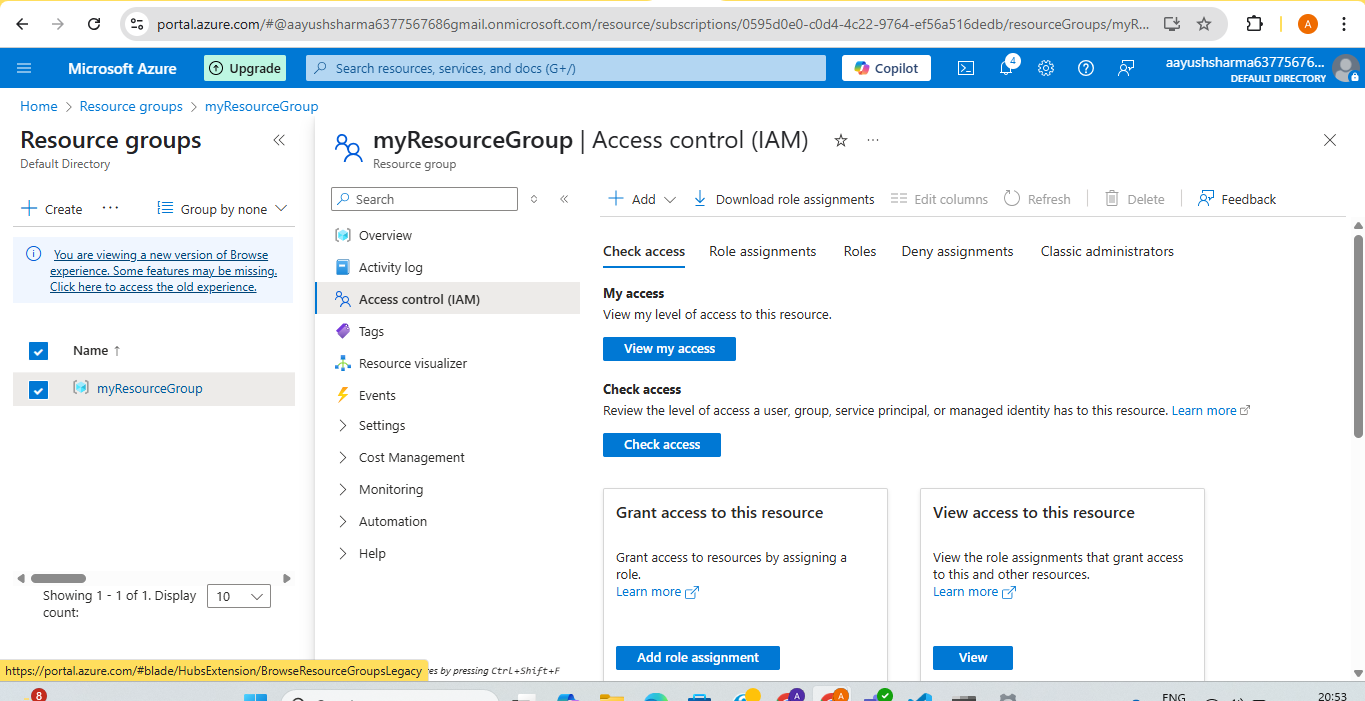 portal.azure.com/#@aayushsharma6377567686gmail.onmicrosoft.com/resource/subscriptions/0595d0e0-c0d4-4c22-9764-ef56a516dedb/resourceGroups/myR...
A
Microsoft Azure
Upgrade
Search resources, services, and docs (G+/)
Copilot
4
aayushsharma63775676...
DEFAULT DIRECTORY
Home > Resource groups > myResourceGroup
Resource groups
Default Directory
Create
...
Group by none
You are viewing a new version of Browse
experience. Some features may be missing.
Click here to access the old experience.
Name ↑
myResourceGroup
Showing 1 - 1 of 1. Display
count:
10
myResourceGroup | Access control (IAM)
...
Resource group
Search
Overview
Activity log
Access control (IAM)
Tags
Resource visualizer
Events
Settings
Cost Management
Monitoring
Automation
Help
Add
Download role assignments
Edit columns
Refresh
Delete
Feedback
Check access
Role assignments
Roles
Deny assignments
Classic administrators
My access
View my level of access to this resource.
View my access
Check access
Review the level of access a user, group, service principal, or managed identity has to this resource. Learn more
Check access
Grant access to this resource
Grant access to resources by assigning a
role.
Learn more
Add role assignment
View access to this resource
View the role assignments that grant access
to this and other resources.
Learn more
View
https://portal.azure.com/#blade/HubsExtension/BrowseResourceGroupsLegacy
by pressing Ctrl+Shift+F
8
A
A
ENG
20:53